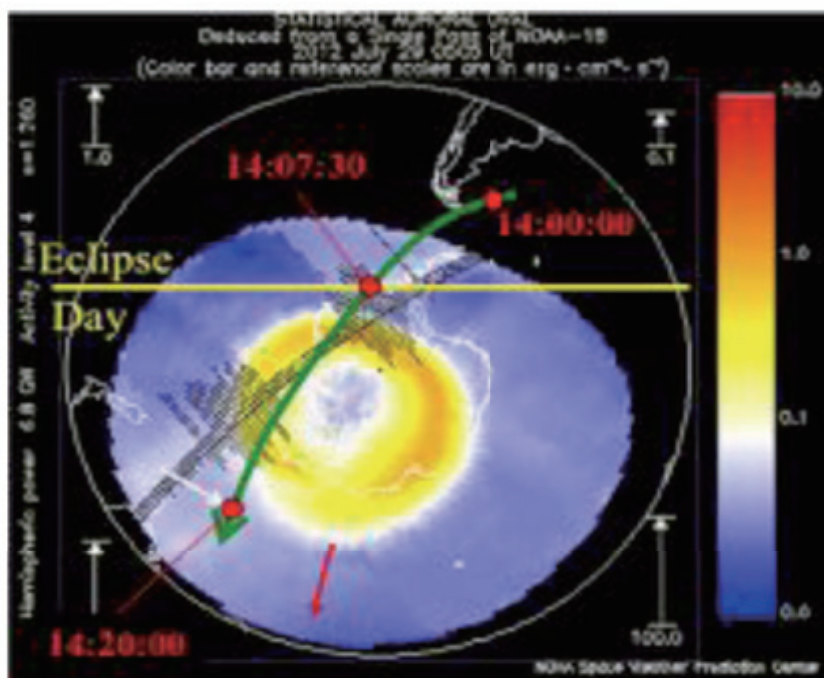 STATISTICAL AURORAL OVAL
Deduced from a Single Pass of NOAA-
2012 July 29 0505 UT
(Color bar and reference scales are in erg · cm⁻² · s⁻¹)
Hemispheric power 6.8 GW Activity level 4 n=1.260
1.0
0.1
10.0
14:07:30
14:00:00
1.0
Eclipse
Day
0.1
14:20:00
100.0
0.0
NOAA Space Weather Prediction Center